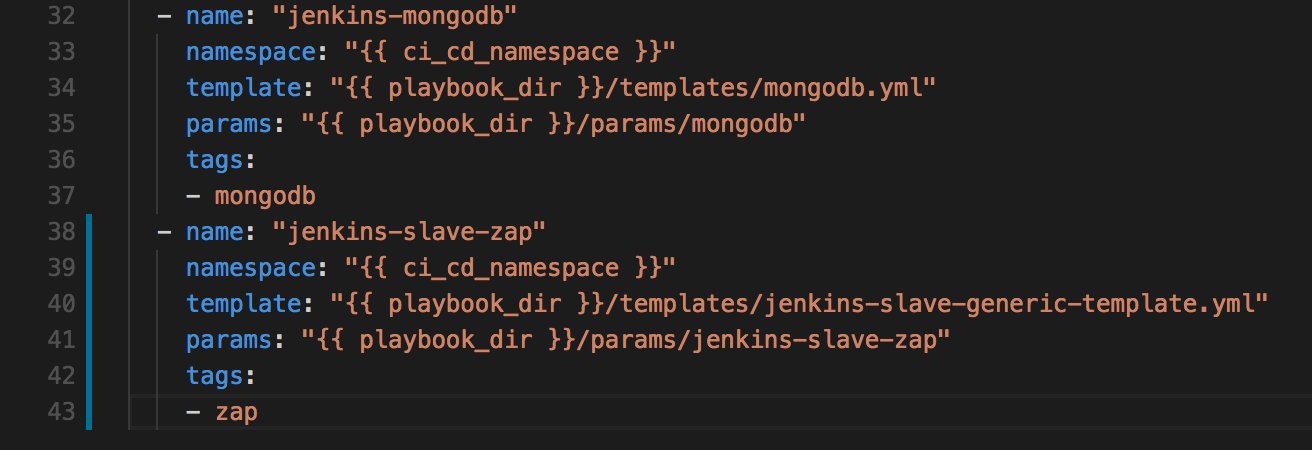 32 - name: "jenkins-mongodb"
33 namespace: "{{ ci_cd_namespace }}"
34 template: "{{ playbook_dir }}/templates/mongodb.yml"
35 params: "{{ playbook_dir }}/params/mongodb"
36 tags:
37 - mongodb
38 - name: "jenkins-slave-zap"
39 namespace: "{{ ci_cd_namespace }}"
40 template: "{{ playbook_dir }}/templates/jenkins-slave-generic-template.yml"
41 params: "{{ playbook_dir }}/params/jenkins-slave-zap"
42 tags:
43 - zap